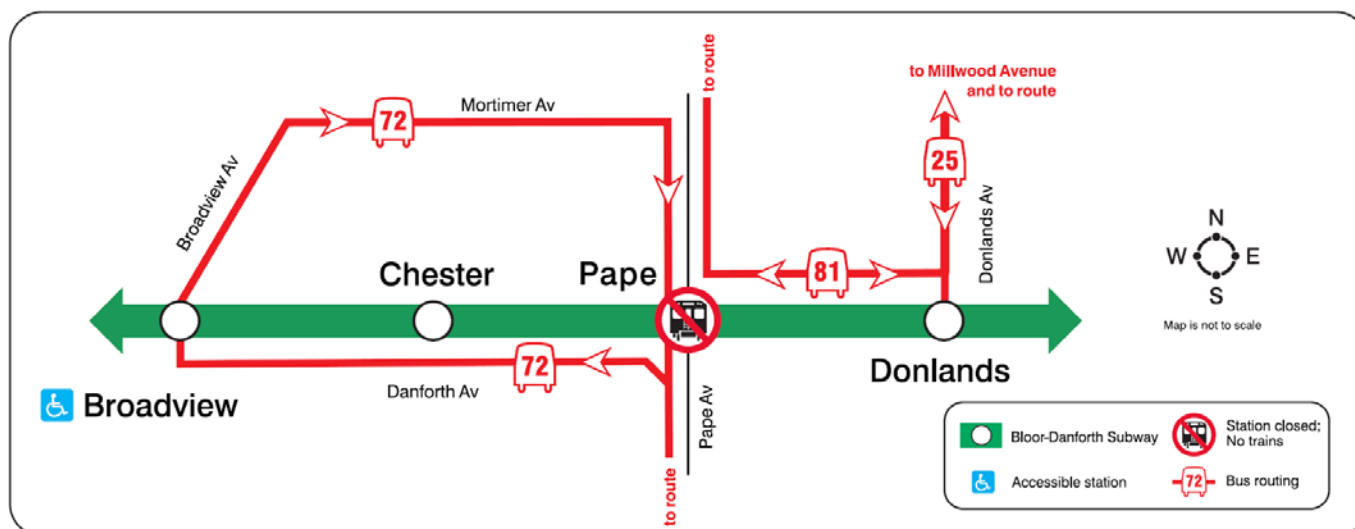 to route
to Millwood Avenue
and to route
Mortimer Av
72
25
Broadview Av
Donlands Av
Chester
Pape
81
N
W
E
S
Map is not to scale
72
Danforth Av
Broadview
Donlands
Pape Av
to route
Bloor-Danforth Subway
Station closed;
No trains
Accessible station
72
Bus routing